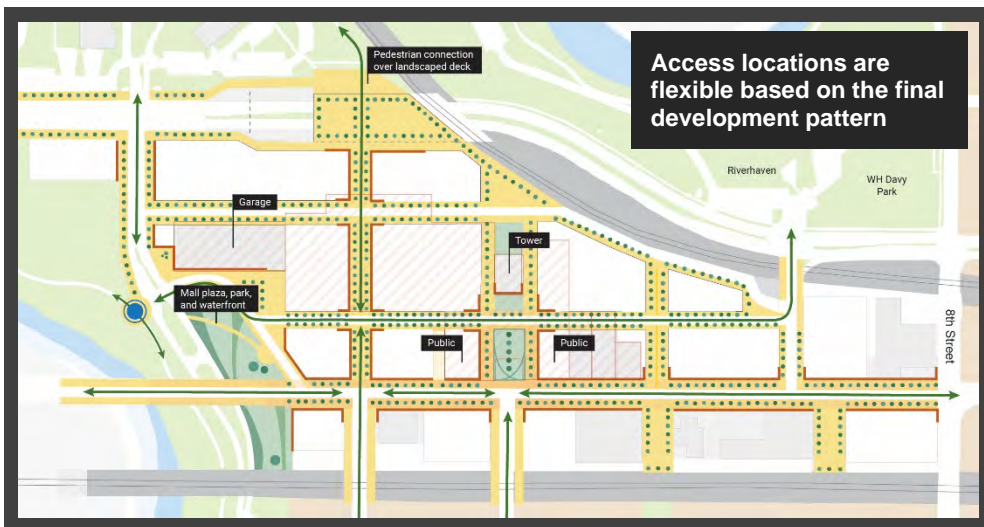 Pedestrian connection
over landscaped deck
Access locations are
flexible based on the final
development pattern
Riverhaven
WH Davy
Park
Garage
Tower
Mall plaza, park,
and waterfront
Public
Public
8th Street